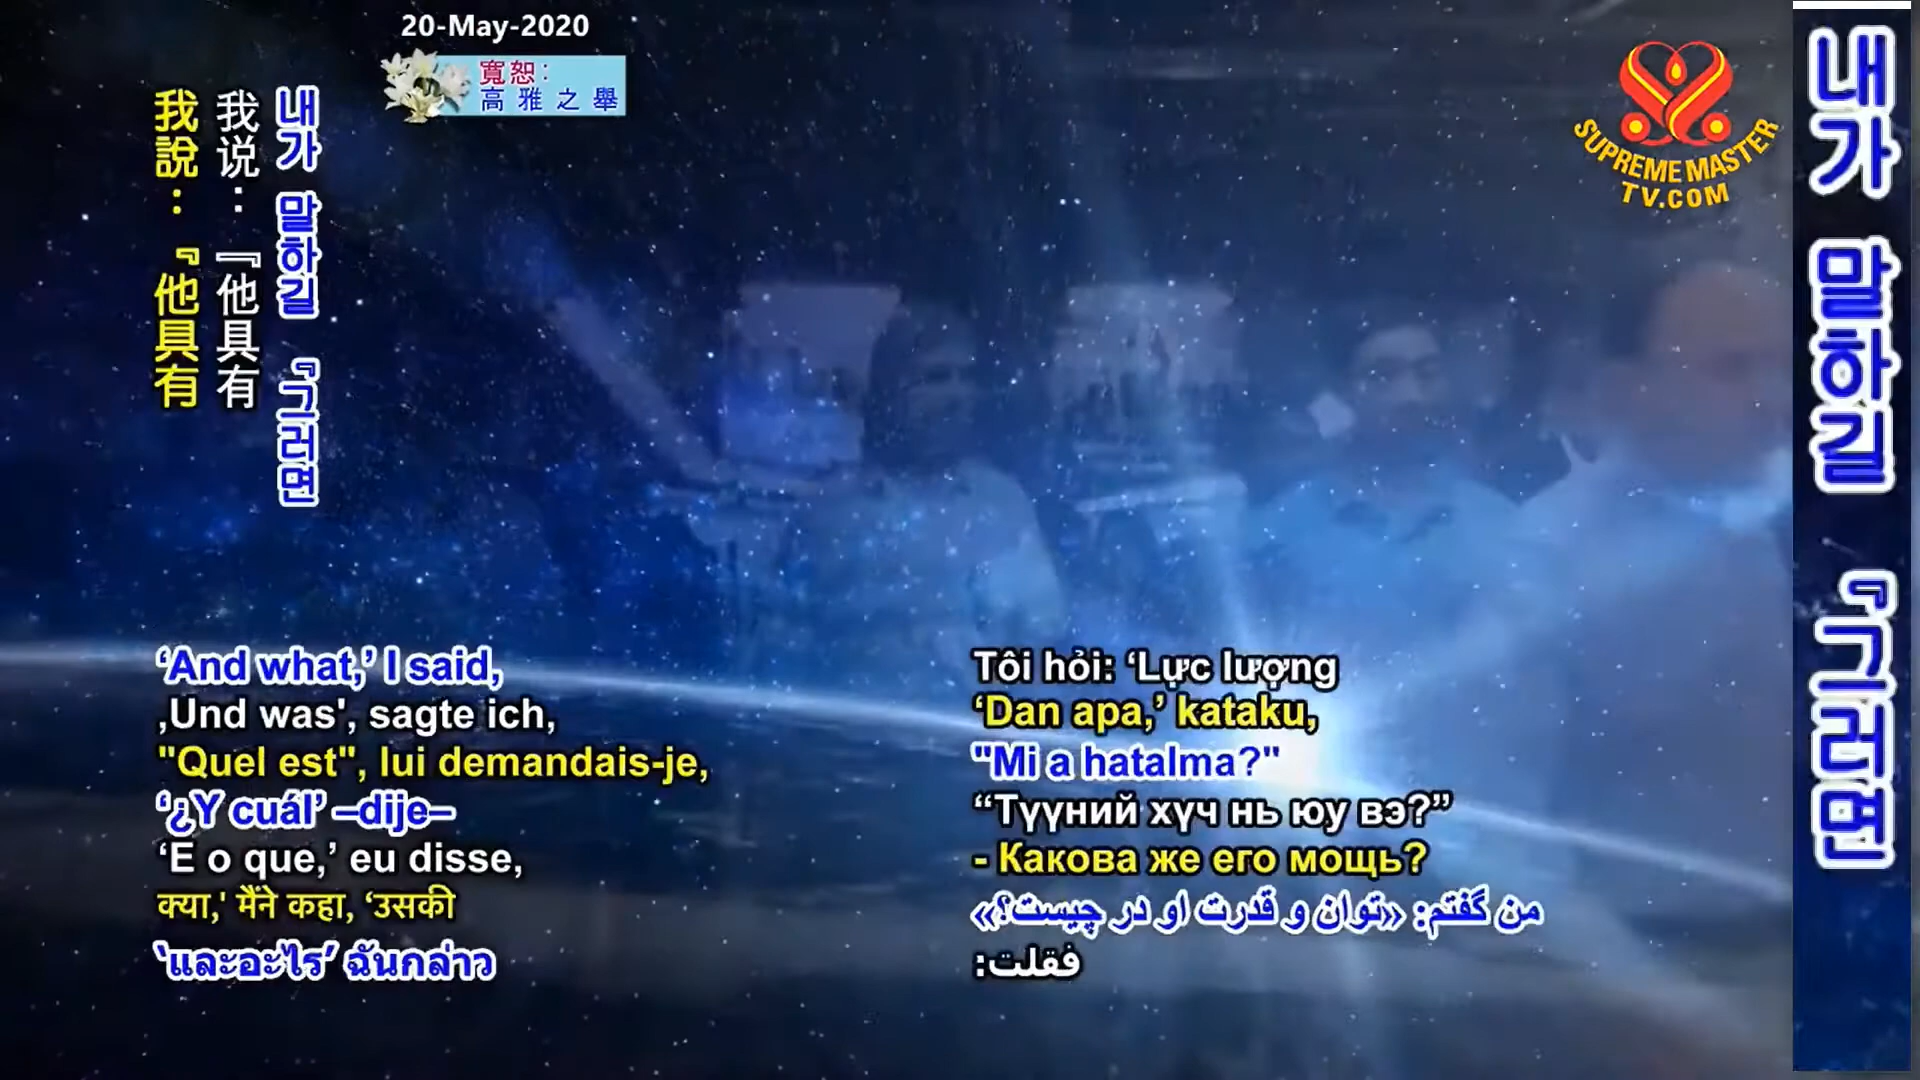 20-May-2020
寬恕：
高雅之舉
SUPREME MASTER
TV.COM
내가 말하길 『그러면
我说：『他具有
我說：『他具有
‘And what,’ I said,
‚Und was', sagte ich,
"Quel est", lui demandais-je,
‘¿Y cuál’ –dije–
‘E o que,’ eu disse,
क्या,' मैंने कहा, ‘उसकी
‘และอะไร’ ฉันกล่าว
Tôi hỏi: ‘Lực lượng
‘Dan apa,’ kataku,
"Mi a hatalma?"
“Түүний хүч нь юу вэ?”
- Какова же его мощь?
من گفتم: «توان و قدرت او در چیست؟»
فقلت:
내가 말하길 『그러면